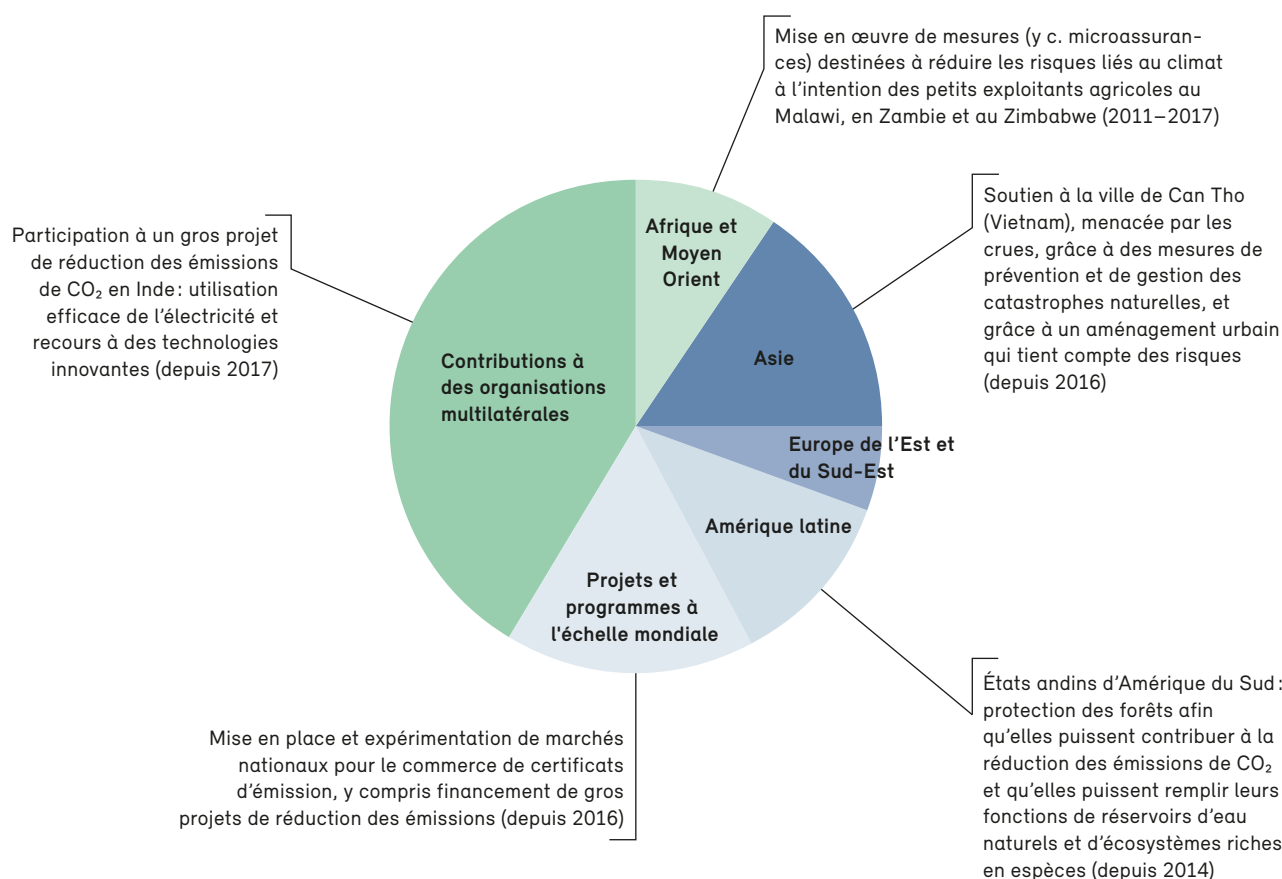 Mise en œuvre de mesures (y c. microassuran-
ces) destinées à réduire les risques liés au climat
à l'intention des petits exploitants agricoles au
Malawi, en Zambie et au Zimbabwe (2011–2017)
Soutien à la ville de Can Tho
(Vietnam), menacée par les
crues, grâce à des mesures de
prévention et de gestion des
catastrophes naturelles, et
grâce à un aménagement urbain
qui tient compte des risques
(depuis 2016)
Participation à un gros projet
de réduction des émissions
de CO₂ en Inde : utilisation
efficace de l'électricité et
recours à des technologies
innovantes (depuis 2017)
Afrique et
Moyen
Orient
Asie
Contributions à
des organisations
multilatérales
Europe de l'Est et
du Sud-Est
Amérique latine
Projets et
programmes à
l'échelle mondiale
États andins d'Amérique du Sud :
protection des forêts afin
qu'elles puissent contribuer à la
réduction des émissions de CO₂
et qu'elles puissent remplir leurs
fonctions de réservoirs d'eau
naturels et d'écosystèmes riches
en espèces (depuis 2014)
Mise en place et expérimentation de marchés
nationaux pour le commerce de certificats
d'émission, y compris financement de gros
projets de réduction des émissions (depuis 2016)